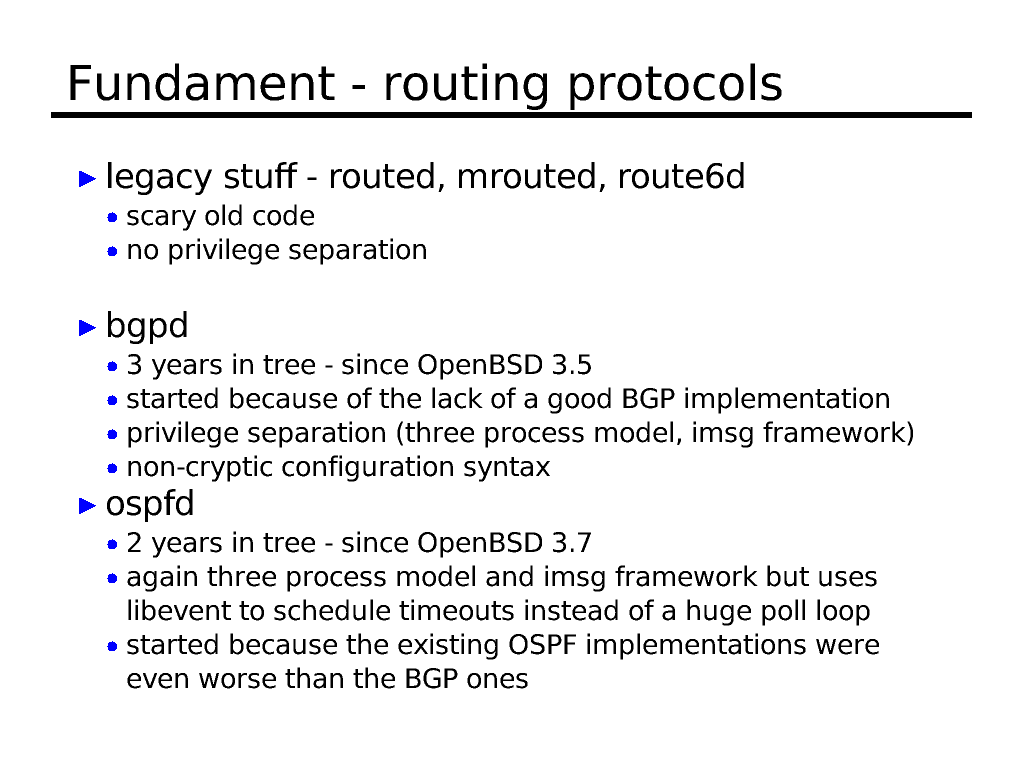 Fundament - routing protocols
► legacy stuff - routed, mrouted, route6d
• scary old code
• no privilege separation
► bgpd
• 3 years in tree - since OpenBSD 3.5
• started because of the lack of a good BGP implementation
• privilege separation (three process model, imsg framework)
• non-cryptic configuration syntax
► ospfd
• 2 years in tree - since OpenBSD 3.7
• again three process model and imsg framework but uses
libevent to schedule timeouts instead of a huge poll loop
• started because the existing OSPF implementations were
even worse than the BGP ones